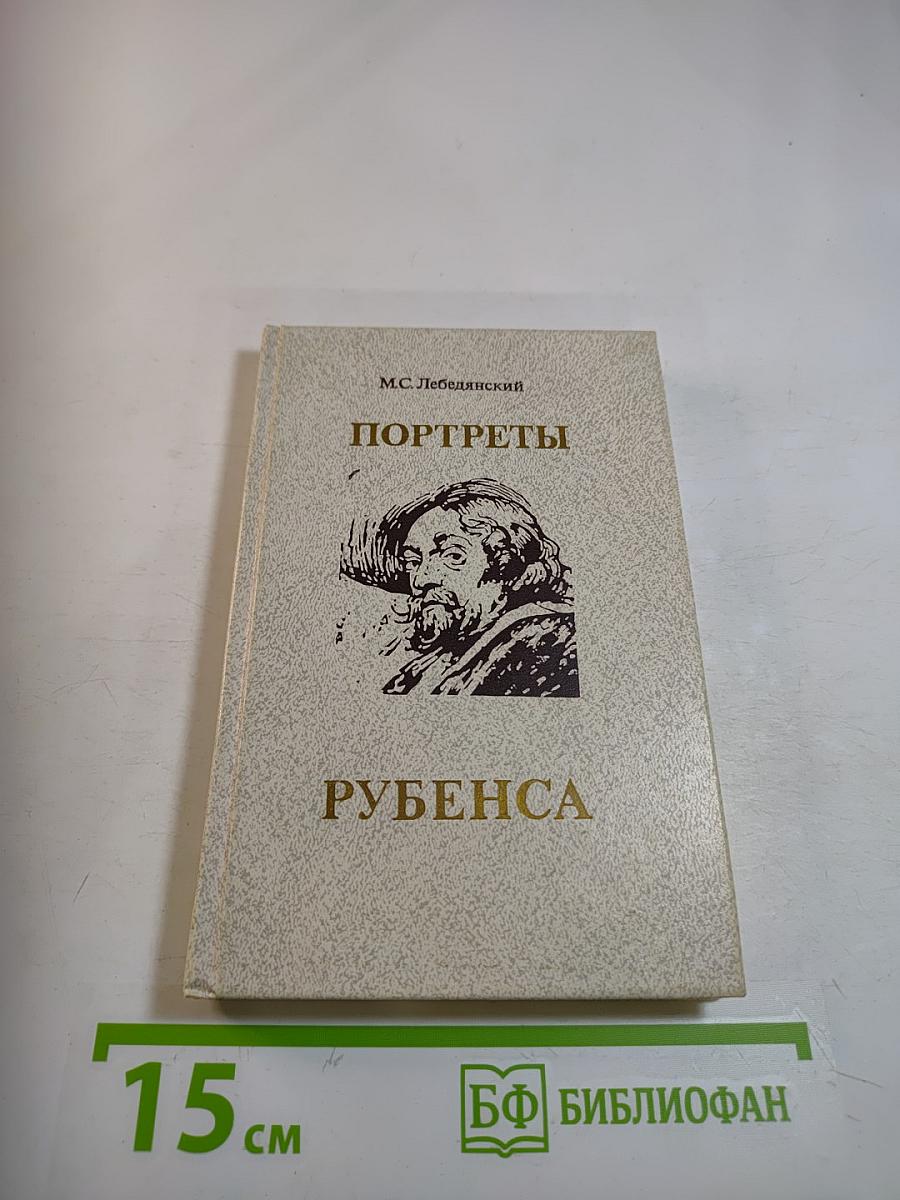 М.С. Лебедянский
ПОРТРЕТЫ
РУБЕНСА
15 см
БФ БИБЛИОФАН